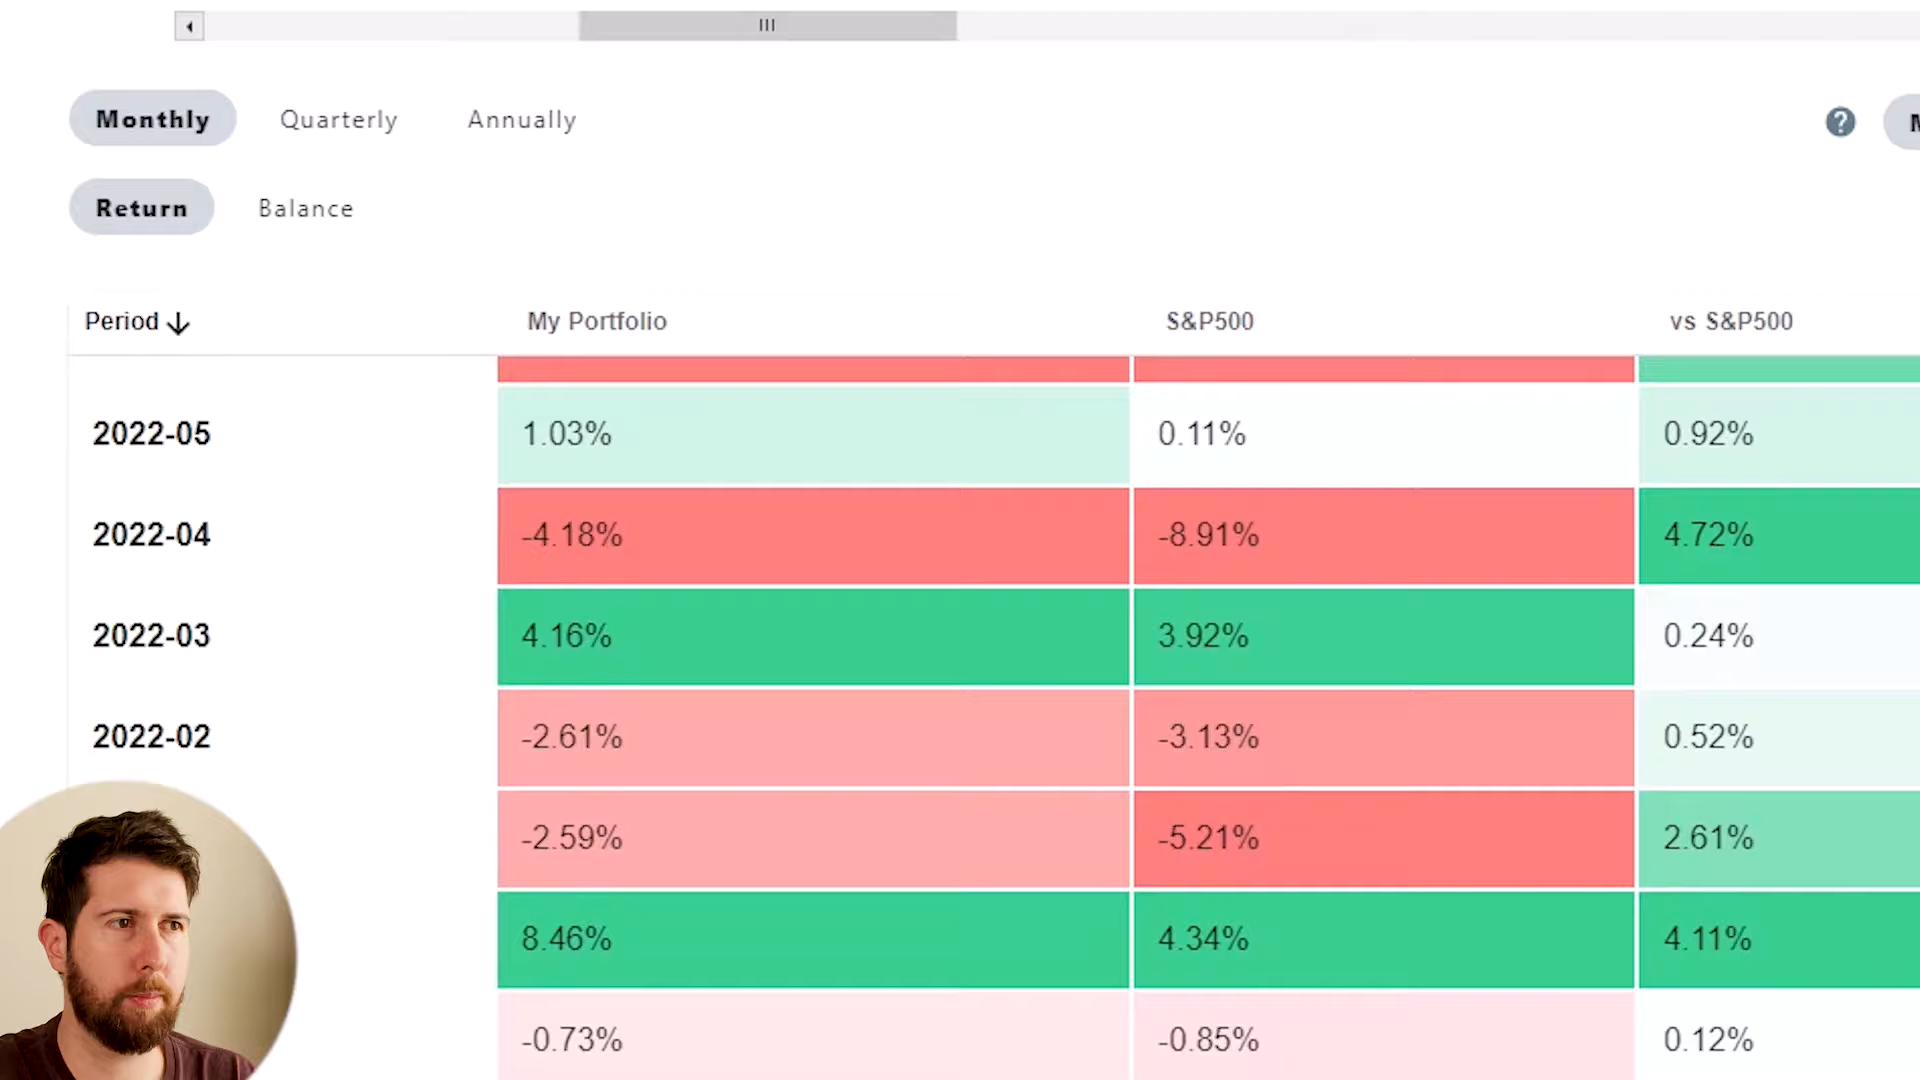 Monthly Quarterly Annually ?
Return Balance
Period My Portfolio S&P500 vs S&P500
2022-05 1.03% 0.11% 0.92%
2022-04 -4.18% -8.91% 4.72%
2022-03 4.16% 3.92% 0.24%
2022-02 -2.61% -3.13% 0.52%
-2.59% -5.21% 2.61%
8.46% 4.34% 4.11%
-0.73% -0.85% 0.12%